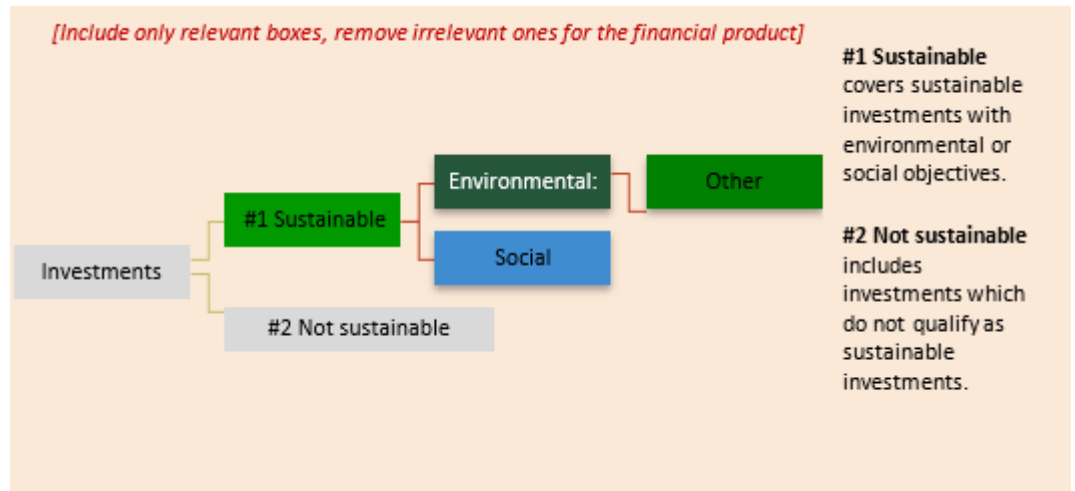 [Include only relevant boxes, remove irrelevant ones for the financial product]
#1 Sustainable
covers sustainable
investments with
environmental or
social objectives.
Environmental:
Other
#1 Sustainable
Social
Investments
#2 Not sustainable
#2 Not sustainable
includes
investments which
do not qualify as
sustainable
investments.